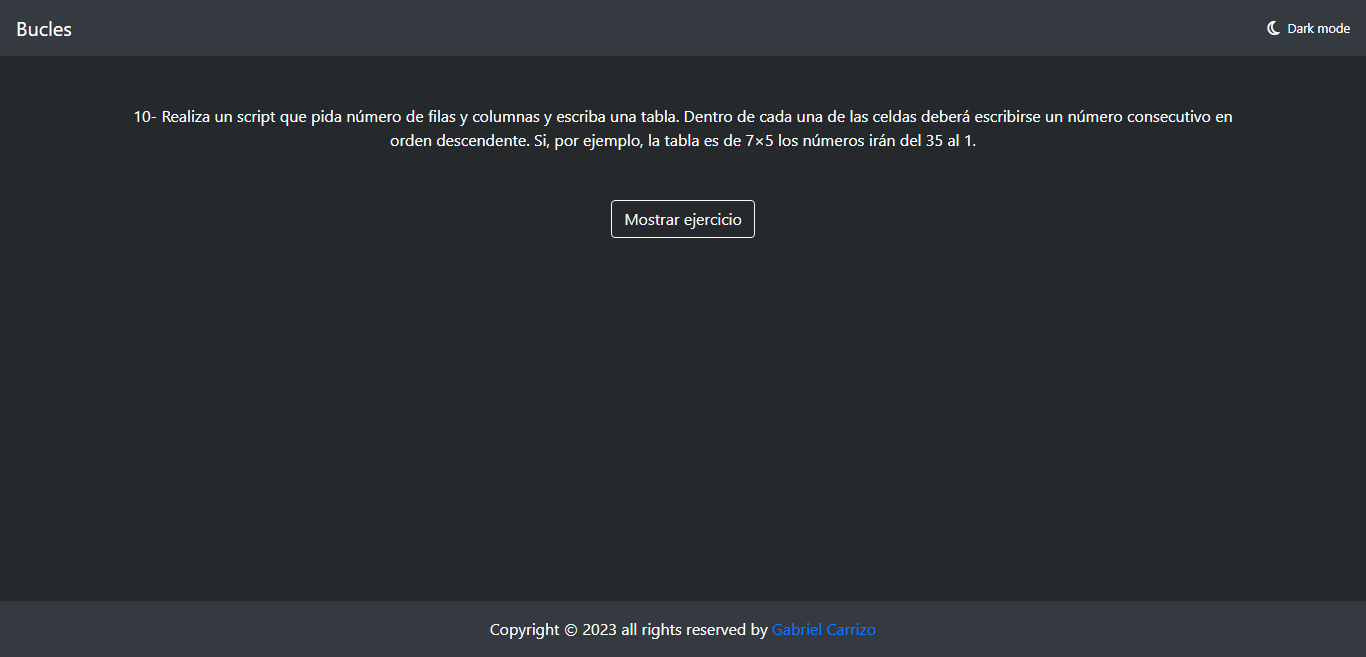 Bucles
Dark mode
10- Realiza un script que pida número de filas y columnas y escriba una tabla. Dentro de cada una de las celdas deberá escribirse un número consecutivo en
orden descendente. Si, por ejemplo, la tabla es de 7×5 los números irán del 35 al 1.
Mostrar ejercicio
Copyright © 2023 all rights reserved by Gabriel Carrizo